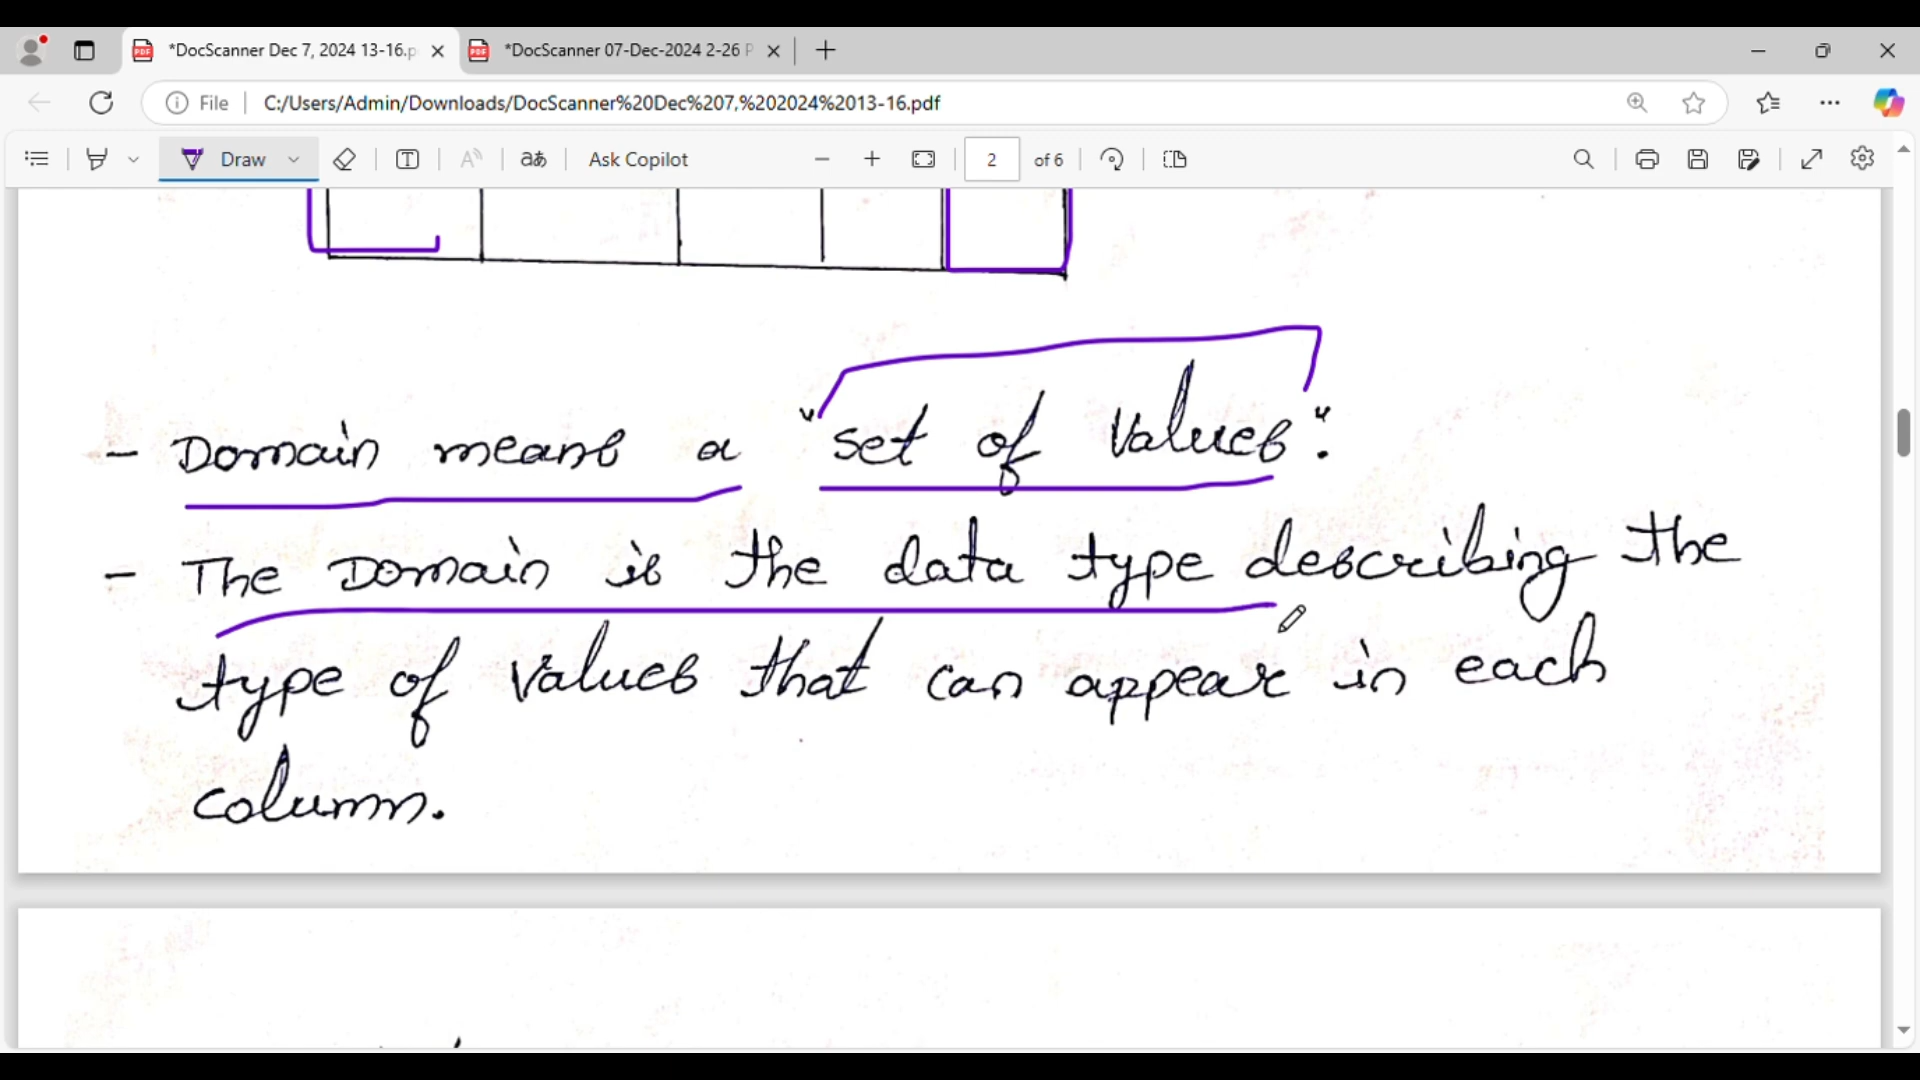 *DocScanner Dec 7, 2024 13-16.p
*DocScanner 07-Dec-2024 2-26 P
File
C:/Users/Admin/Downloads/DocScanner%20Dec%207,%202024%2013-16.pdf
Draw
aあ
Ask Copilot
2
of 6
- Domain means a "set of Values".
- The Domain is the data type describing the
type of Values that can appear in each
column.